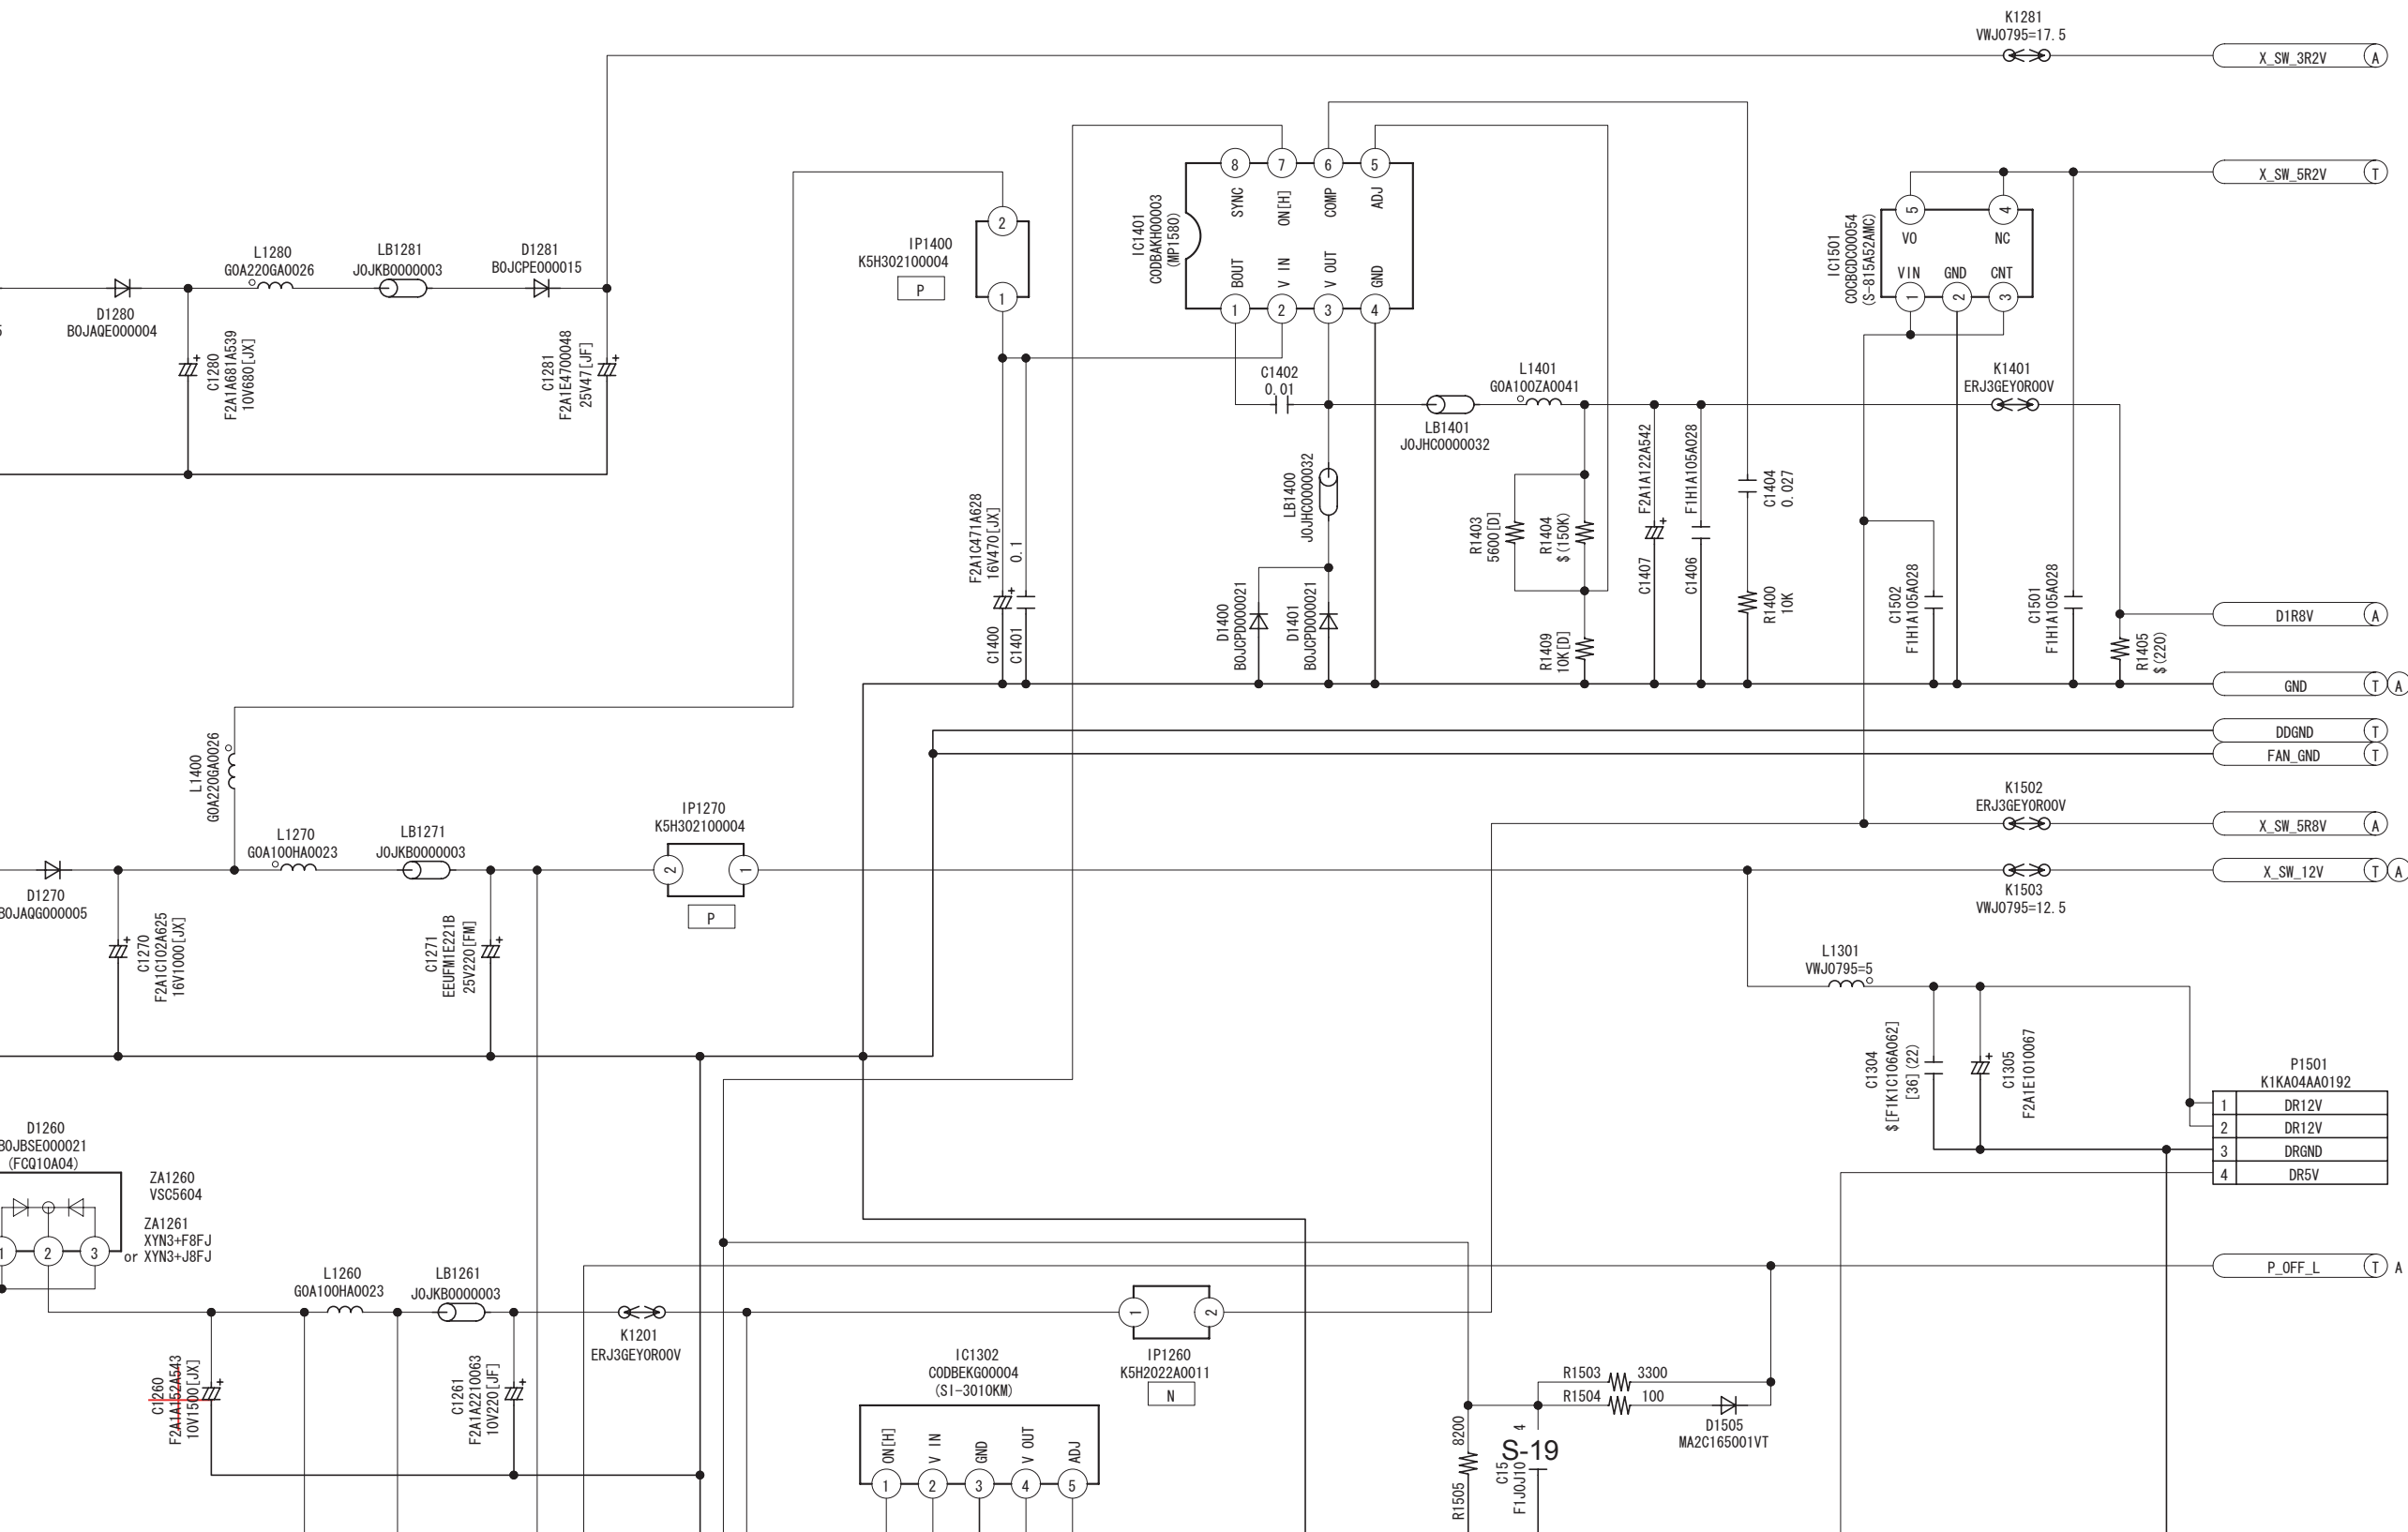 K1281
VWJ0795=17.5
X_SW_3R2V
A
8
7
6
5
SYNC
ON[H]
COMP
ADJ
IC1401
C0DBAKH00003
(MP1580)
BOUT
V IN
V OUT
GND
1
2
3
4
X_SW_5R2V
T
5
4
VO
NC
IC1501
C0CBCDC00054
(S-815A52AMC)
VIN
GND
CNT
1
2
3
IP1400
K5H302100004
P
2
1
L1280
G0A220GA0026
LB1281
J0JKB0000003
D1281
B0JCPE000015
D1280
B0JAQE000004
C1280
F2A1A681A539
10V680[JX]
C1281
F2A1E4700048
25V47[JF]
C1402
0.01
L1401
G0A100ZA0041
LB1401
J0JHC0000032
K1401
ERJ3GEY0R00V
LB1400
J0JHC0000032
F2A1C471A628
16V470[JX]
0.1
C1400
C1401
D1400
B0JCPD000021
D1401
B0JCPD000021
R1403
5600[D]
R1404
$(150K)
R1409
10K[D]
F2A1A122A542
C1407
F1H1A105A028
C1406
C1404
0.027
R1400
10K
C1502
F1H1A105A028
C1501
F1H1A105A028
R1405
$(220)
D1R8V
A
GND
T
A
DDGND
T
FAN_GND
T
L1400
G0A220GA0026
K1502
ERJ3GEY0R00V
X_SW_5R8V
A
L1270
G0A100HA0023
LB1271
J0JKB0000003
IP1270
K5H302100004
2
1
P
X_SW_12V
T
A
K1503
VWJ0795=12.5
D1270
B0JAQG000005
C1270
F2A1C102A625
16V1000[JX]
C1271
EEUFM1E221B
25V220[FM]
L1301
VWJ0795=5
C1304
$[F1K1C106A062]
[36](22)
C1305
F2A1E1010067
P1501
K1KA04AA0192
1 DR12V
2 DR12V
3 DRGND
4 DR5V
D1260
B0JBSE000021
(FCQ10A04)
ZA1260
VSC5604
ZA1261
XYN3+F8FJ
or XYN3+J8FJ
1
2
3
L1260
G0A100HA0023
LB1261
J0JKB0000003
K1201
ERJ3GEY0R00V
1
2
IP1260
K5H2022A0011
N
P_OFF_L
T
A
C1260
F2A1A152A543
10V1500[JX]
C1261
F2A1A2210063
10V220[JF]
IC1302
C0DBEKG00004
(SI-3010KM)
ON[H]
V IN
GND
V OUT
ADJ
1
2
3
4
5
R1503
3300
R1504
100
D1505
MA2C165001VT
R1505
8200
C15
F1J0J10
4
S-19